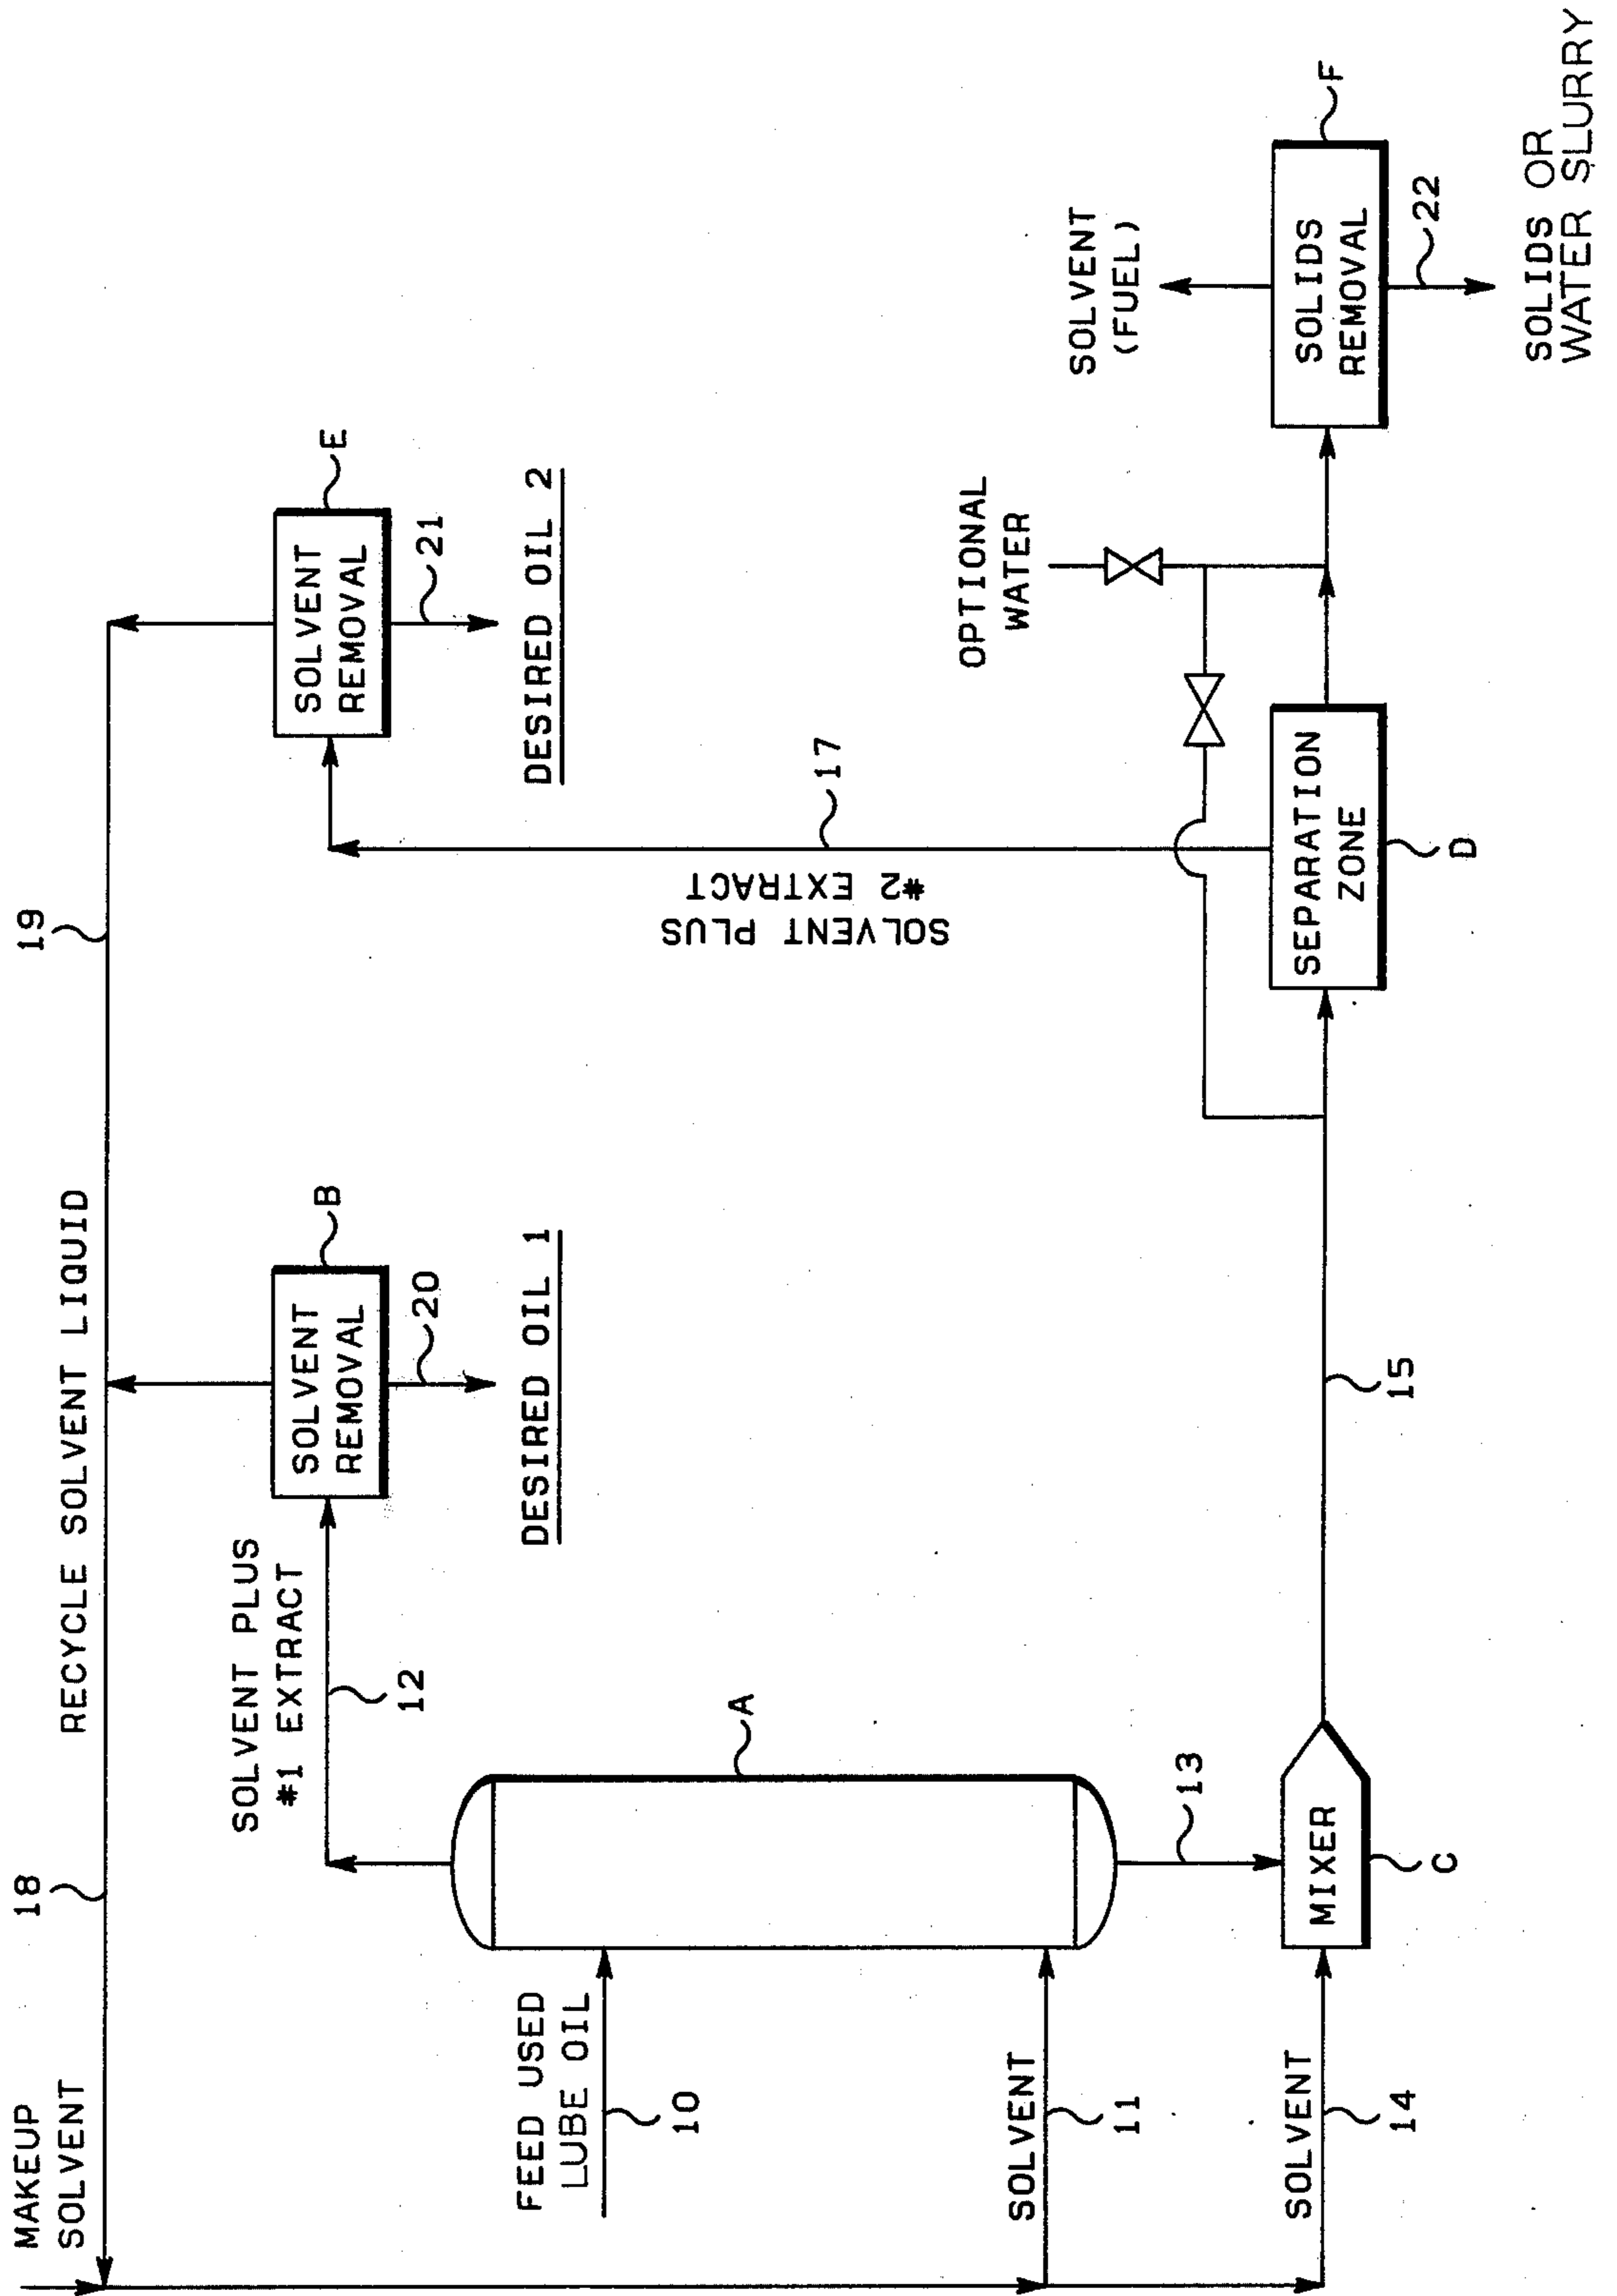 MAKEUP
SOLVENT
18
RECYCLE SOLVENT LIQUID
19
SOLVENT PLUS
#1 EXTRACT
12
SOLVENT
REMOVAL
B
20
DESIRED OIL 1
SOLVENT
REMOVAL
E
21
DESIRED OIL 2
FEED USED
LUBE OIL
10
A
SOLVENT PLUS
#2 EXTRACT
17
SOLVENT
11
13
OPTIONAL
WATER
SOLVENT
(FUEL)
SOLVENT
14
MIXER
C
15
SEPARATION
ZONE
D
SOLIDS
REMOVAL
F
22
SOLIDS OR
WATER SLURRY